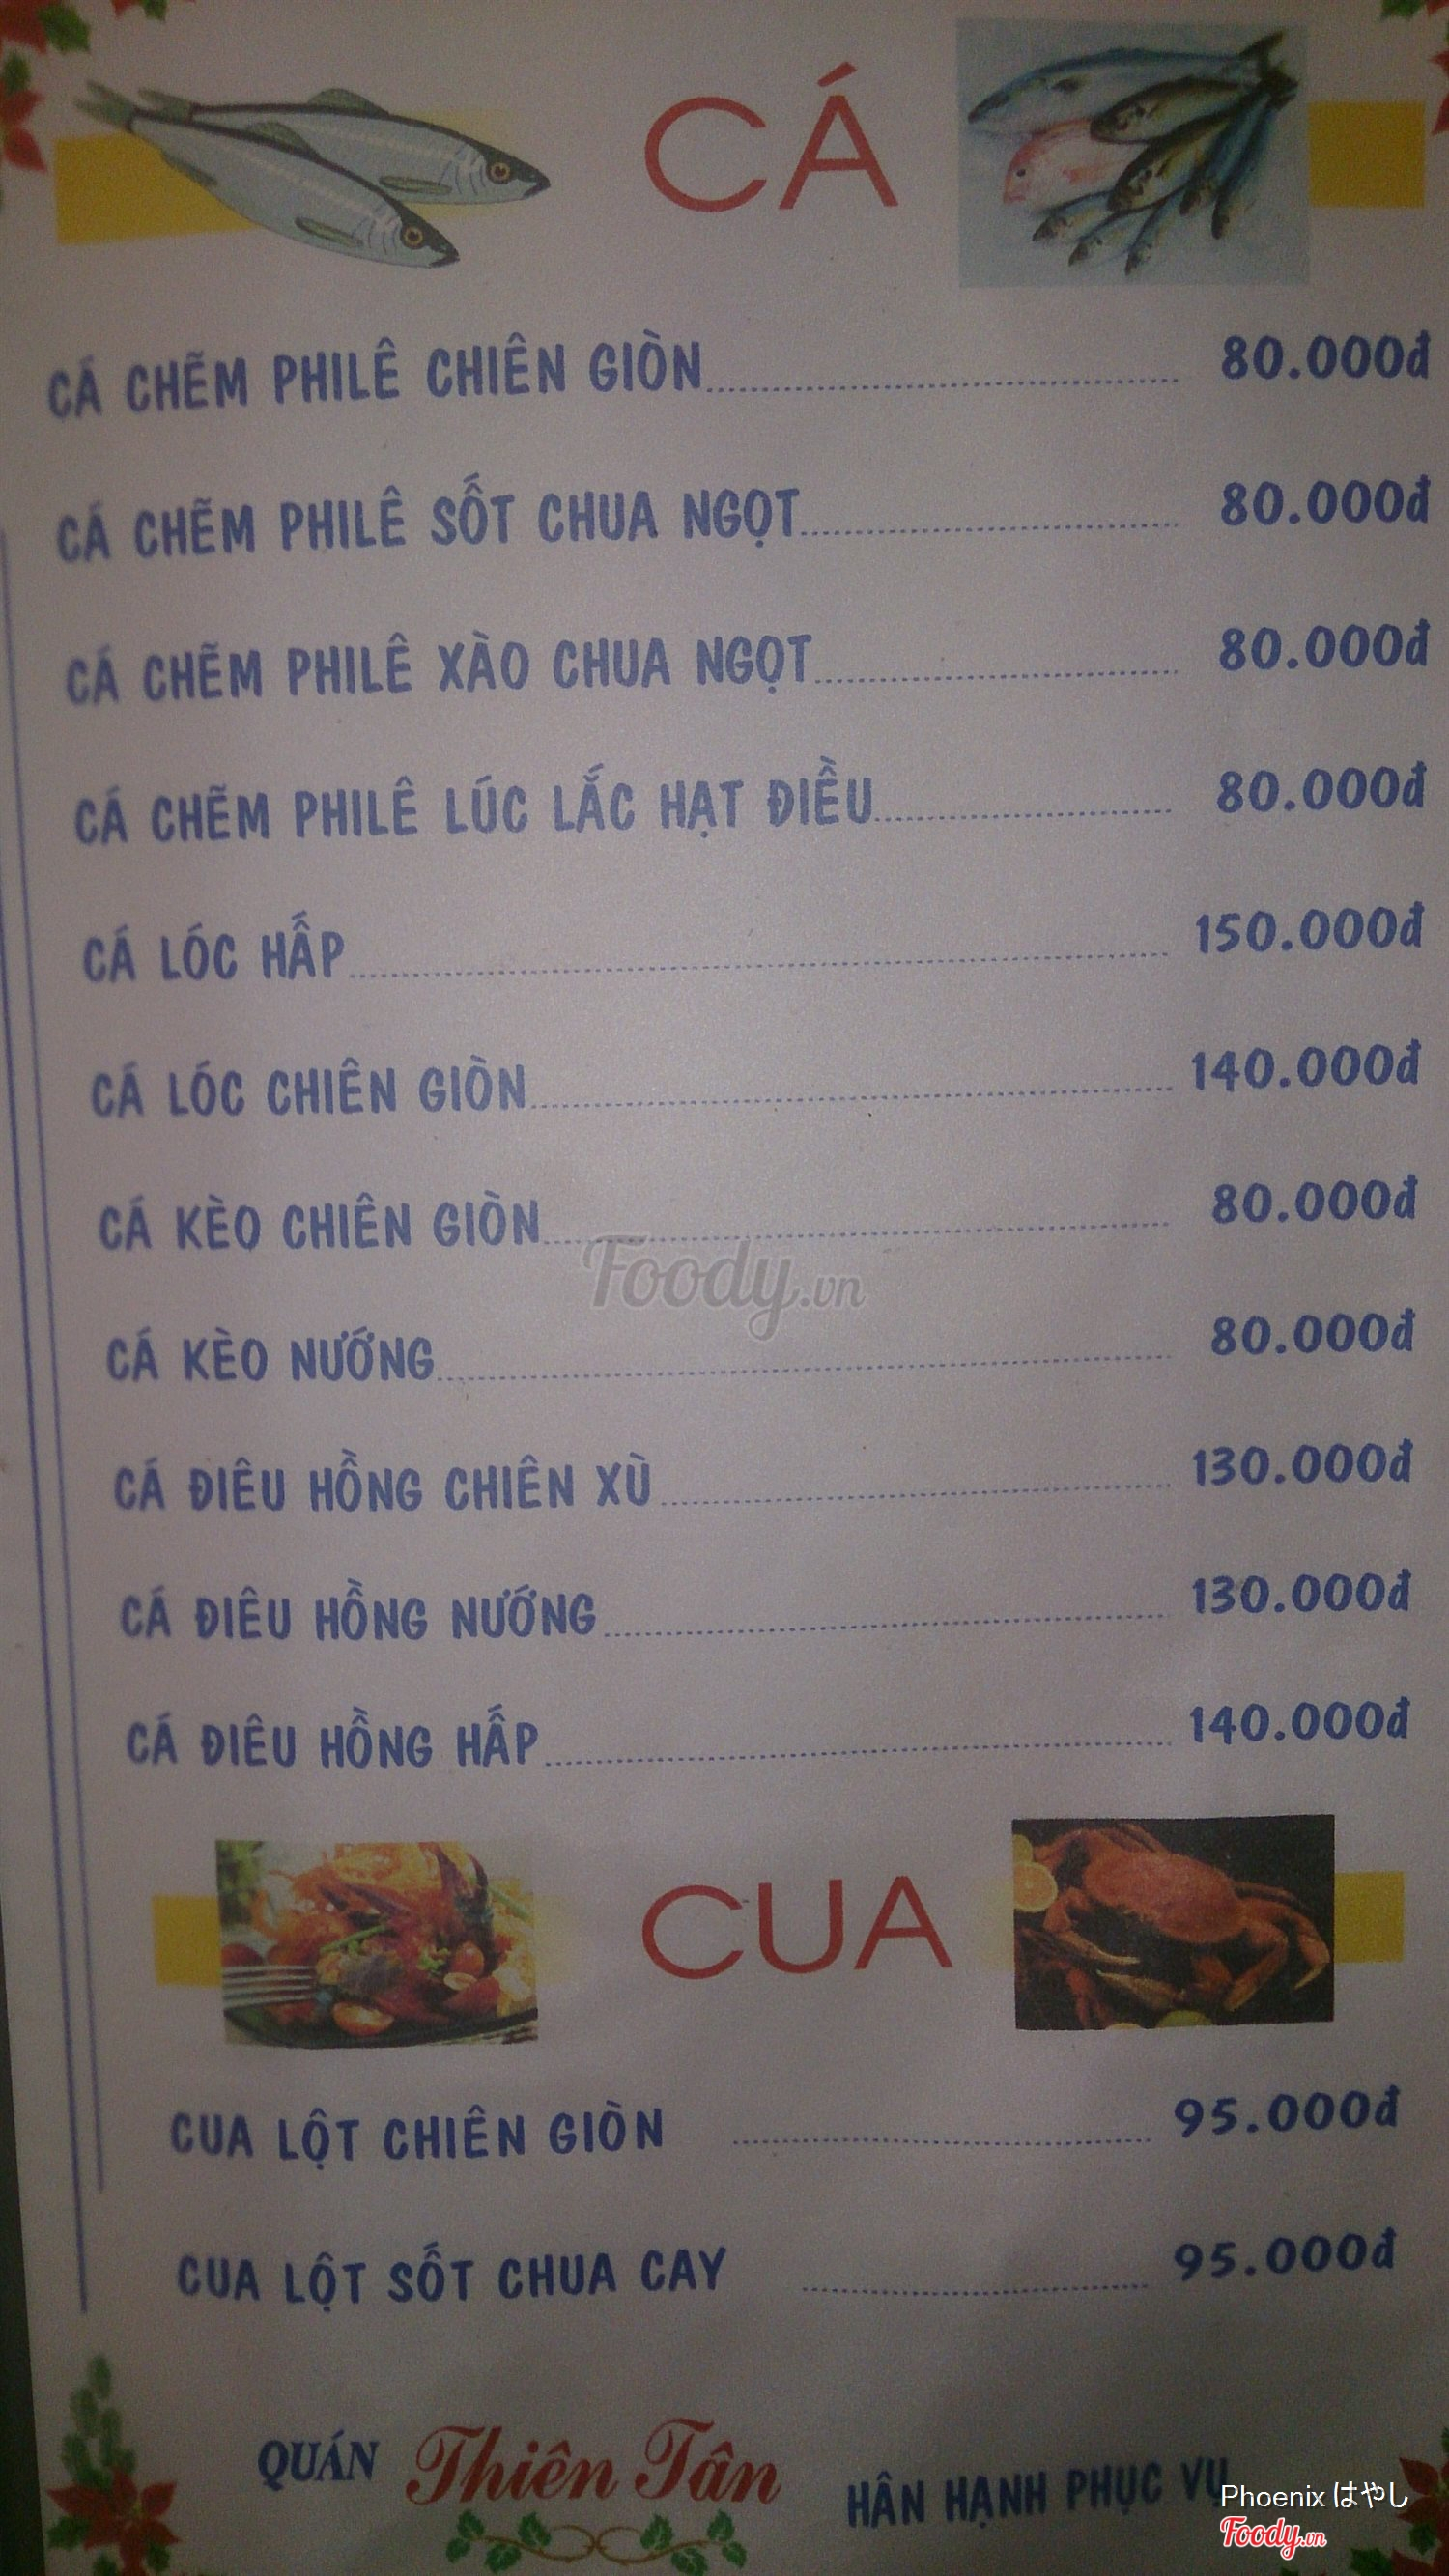 CÁ
CÁ CHẼM PHILÊ CHIÊN GIÒN 80.000đ
CÁ CHẼM PHILÊ SỐT CHUA NGỌT 80.000đ
CÁ CHẼM PHILÊ XÀO CHUA NGỌT 80.000đ
CÁ CHẼM PHILÊ LÚC LẮC HẠT ĐIỀU 80.000đ
CÁ LÓC HẤP 150.000đ
CÁ LÓC CHIÊN GIÒN 140.000đ
CÁ KÈO CHIÊN GIÒN 80.000đ
Foody.vn
CÁ KÈO NƯỚNG 80.000đ
CÁ ĐIÊU HỒNG CHIÊN XÙ 130.000đ
CÁ ĐIÊU HỒNG NƯỚNG 130.000đ
CÁ ĐIÊU HỒNG HẤP 140.000đ
CUA
CUA LỘT CHIÊN GIÒN 95.000đ
CUA LỘT SỐT CHUA CAY 95.000đ
QUÁN Thiên Tân HÂN HẠNH PHỤC VỤ
Phoenix はやし
Foody.vn